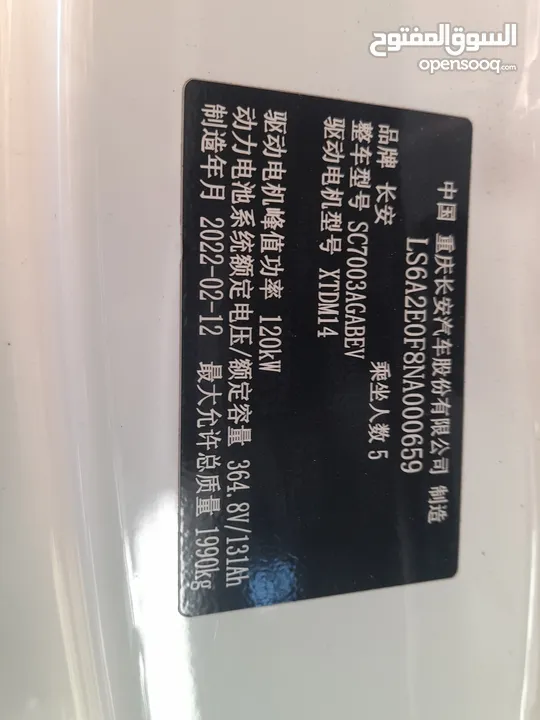 السوق المفتوح
opensooq.com
中国 重庆长安汽车股份有限公司 制造
LS6A2E0F8NA000659
品牌 长安
整车型号 SC7003AGABEV 乘坐人数 5
驱动电机型号 XTDM14
驱动电机峰值功率 120kW
动力电池系统额定电压/额定容量 364.8V/131Ah
制造年月 2022-02-12 最大允许总质量 1990kg